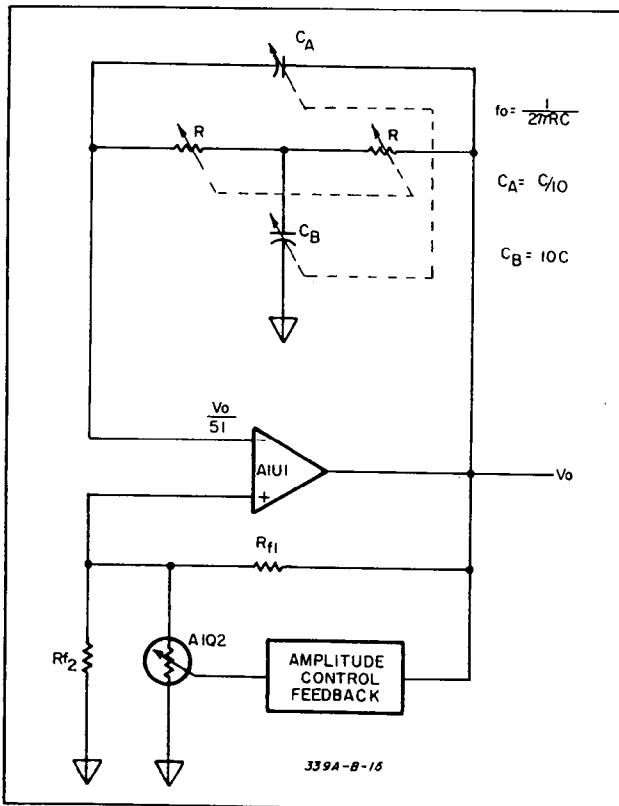 C_A
R
R
C_B
fo = 1/2πRC
C_A = C/10
C_B = 10C
Vo/51
A1U1
-
+
Vo
Rf1
Rf2
A1Q2
AMPLITUDE
CONTROL
FEEDBACK
339A-B-16